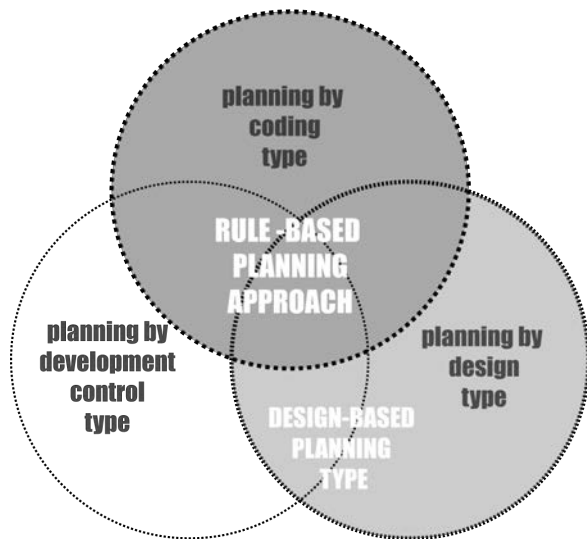 planning by
coding
type
RULE -BASED
PLANNING
APPROACH
planning by
development
control
type
planning by
design
type
DESIGN-BASED
PLANNING
TYPE